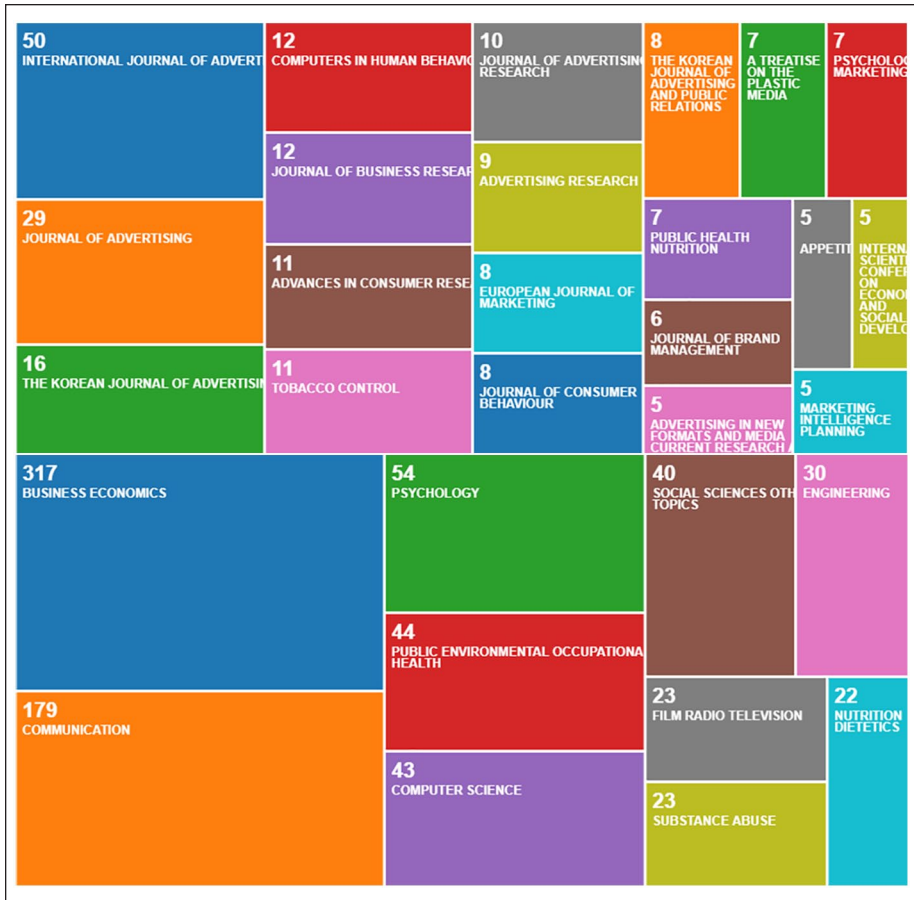 50
INTERNATIONAL JOURNAL OF ADVERT
29
JOURNAL OF ADVERTISING
16
THE KOREAN JOURNAL OF ADVERTISIN
12
COMPUTERS IN HUMAN BEHAVIO
12
JOURNAL OF BUSINESS RESEAR
11
ADVANCES IN CONSUMER RESEA
11
TOBACCO CONTROL
10
JOURNAL OF ADVERTISING
RESEARCH
9
ADVERTISING RESEARCH
8
EUROPEAN JOURNAL OF
MARKETING
8
JOURNAL OF CONSUMER
BEHAVIOUR
8
THE KOREAN
JOURNAL OF
ADVERTISING
AND PUBLIC
RELATIONS
7
A TREATISE
ON THE
PLASTIC
MEDIA
7
PSYCHOLOG
MARKETING
7
PUBLIC HEALTH
NUTRITION
6
JOURNAL OF BRAND
MANAGEMENT
5
ADVERTISING IN NEW
FORMATS AND MEDIA
CURRENT RESEARCH
5
APPETIT
5
INTERNA
SCIENTI
CONFER
ON
ECONO
AND
SOCIAL
DEVELO
5
MARKETING
INTELLIGENCE
PLANNING
317
BUSINESS ECONOMICS
179
COMMUNICATION
54
PSYCHOLOGY
44
PUBLIC ENVIRONMENTAL OCCUPATIONA
HEALTH
43
COMPUTER SCIENCE
40
SOCIAL SCIENCES OTH
TOPICS
30
ENGINEERING
23
FILM RADIO TELEVISION
23
SUBSTANCE ABUSE
22
NUTRITION
DIETETICS